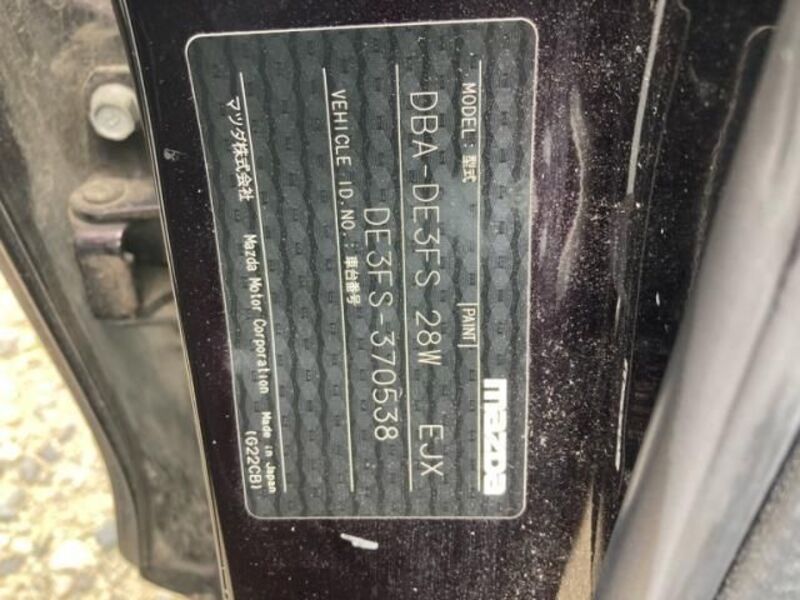 mazda
MODEL:型式 PAINT
DBA-DE3FS 28W EJX
VEHICLE ID.NO.:車台番号
DE3FS-370538
マツダ株式会社 Mazda Motor Corporation Made in Japan
(G22CB)